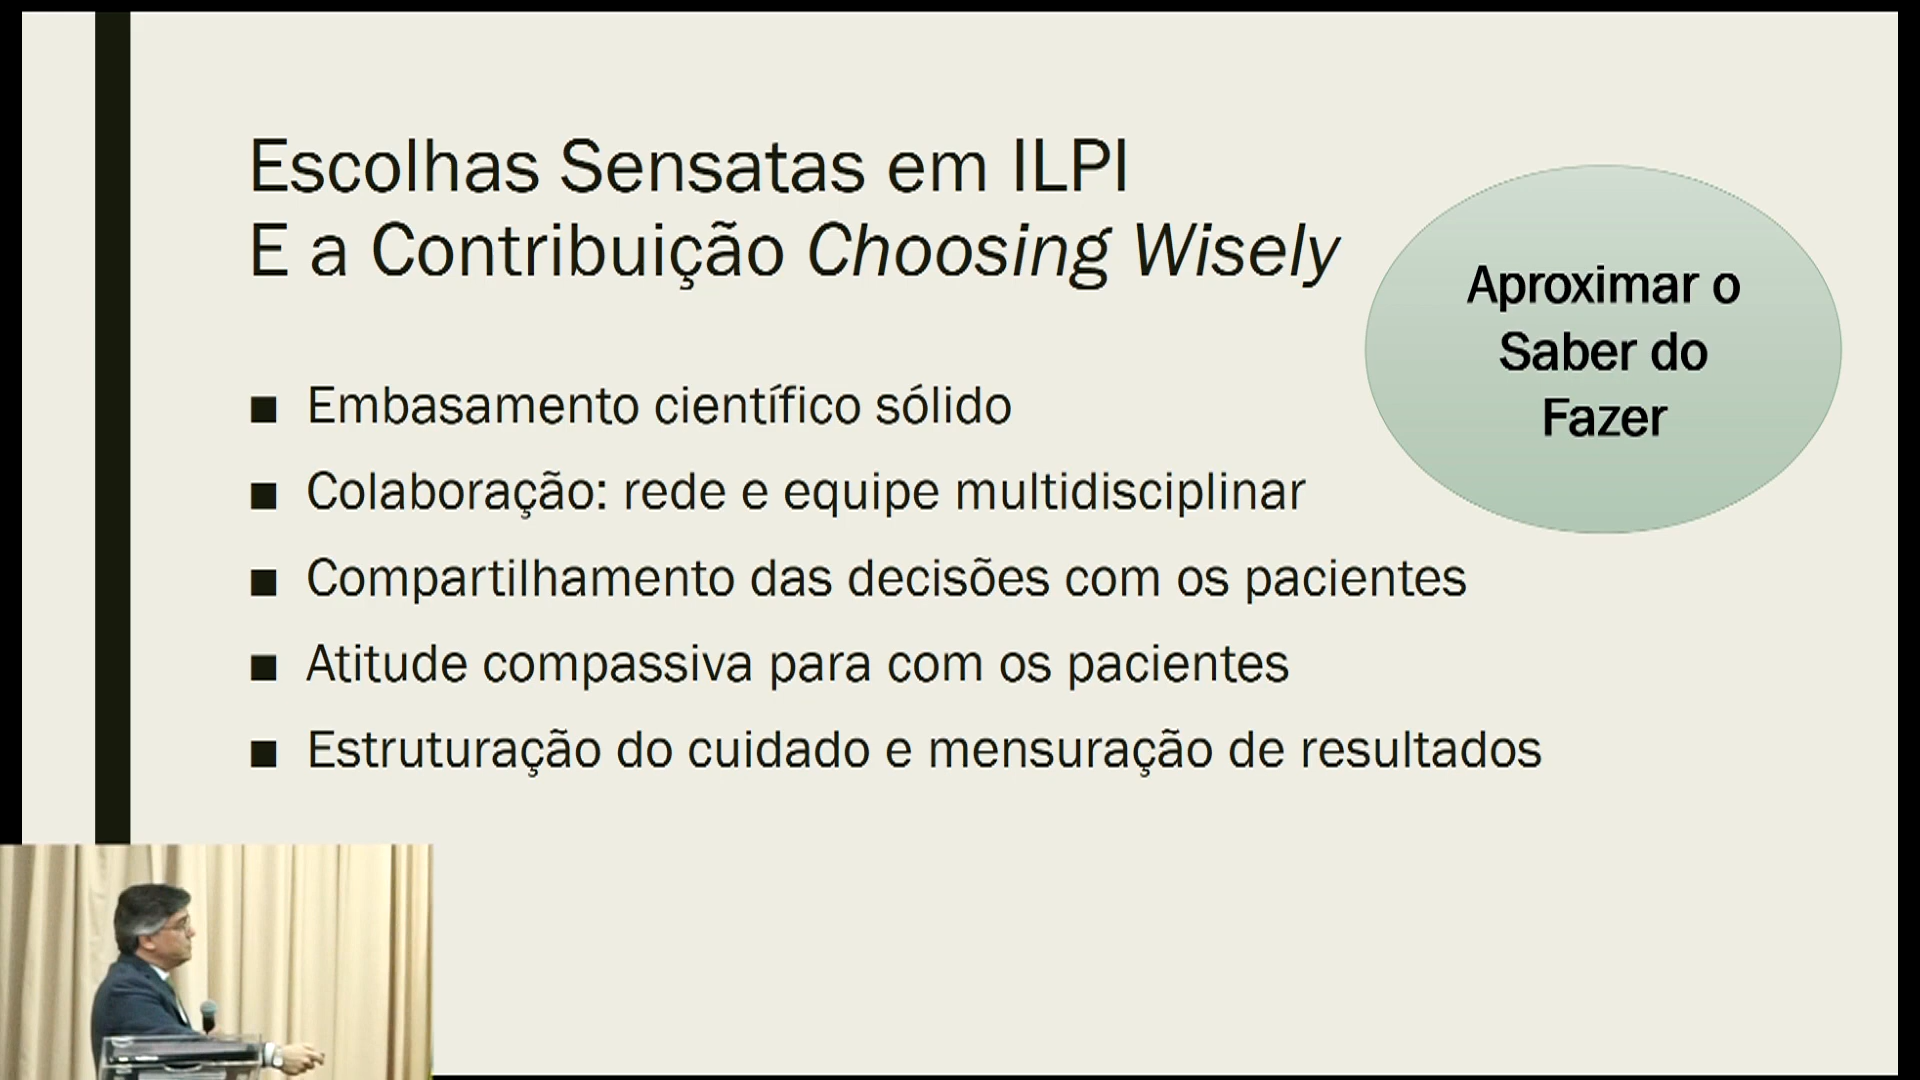 Escolhas Sensatas em ILPI
E a Contribuição Choosing Wisely
Aproximar o
Saber do
Fazer
■ Embasamento científico sólido
■ Colaboração: rede e equipe multidisciplinar
■ Compartilhamento das decisões com os pacientes
■ Atitude compassiva para com os pacientes
■ Estruturação do cuidado e mensuração de resultados